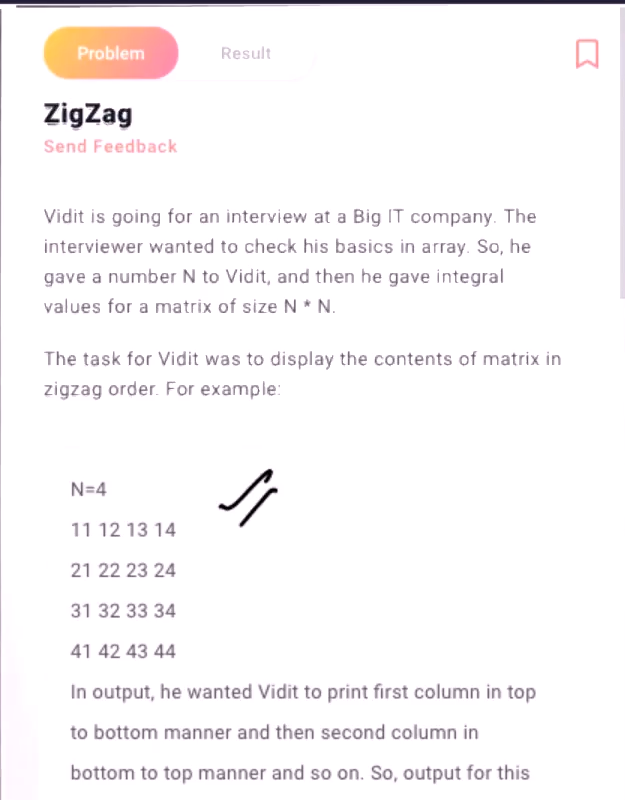 Problem
Result
ZigZag
Send Feedback
Vidit is going for an interview at a Big IT company. The
interviewer wanted to check his basics in array. So, he
gave a number N to Vidit, and then he gave integral
values for a matrix of size N * N.
The task for Vidit was to display the contents of matrix in
zigzag order. For example:
N=4
11 12 13 14
21 22 23 24
31 32 33 34
41 42 43 44
In output, he wanted Vidit to print first column in top
to bottom manner and then second column in
bottom to top manner and so on. So, output for this